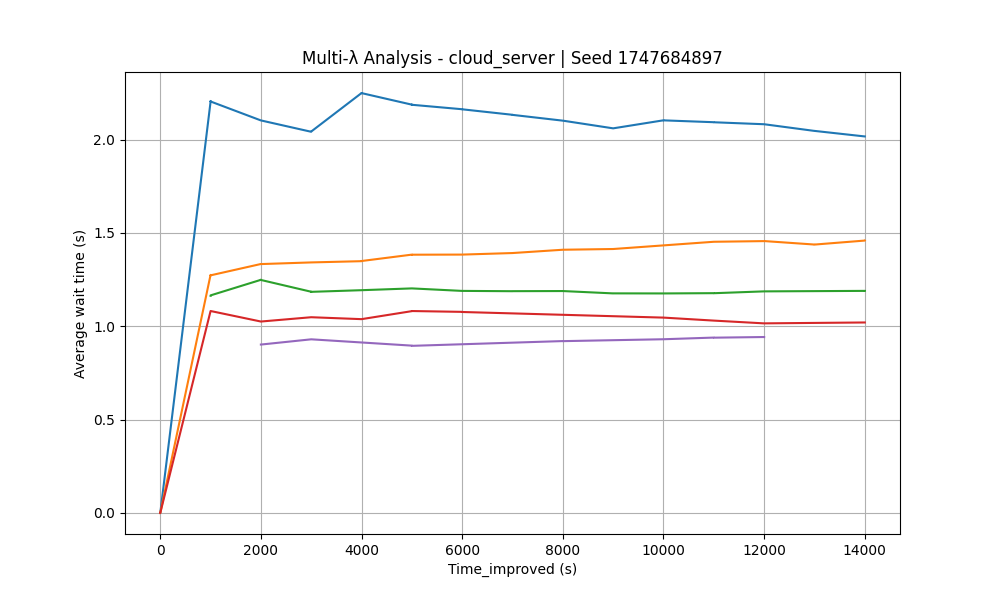 Multi-λ Analysis - cloud_server | Seed 1747684897
Average wait time (s)
2.0
1.5
1.0
0.5
0.0
0 2000 4000 6000 8000 10000 12000 14000
Time_improved (s)